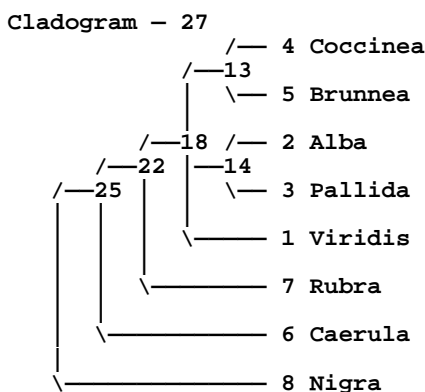 Cladogram — 27
4 Coccinea
13
5 Brunnea
18 2 Alba
22 14
25 3 Pallida
1 Viridis
7 Rubra
6 Caerula
8 Nigra